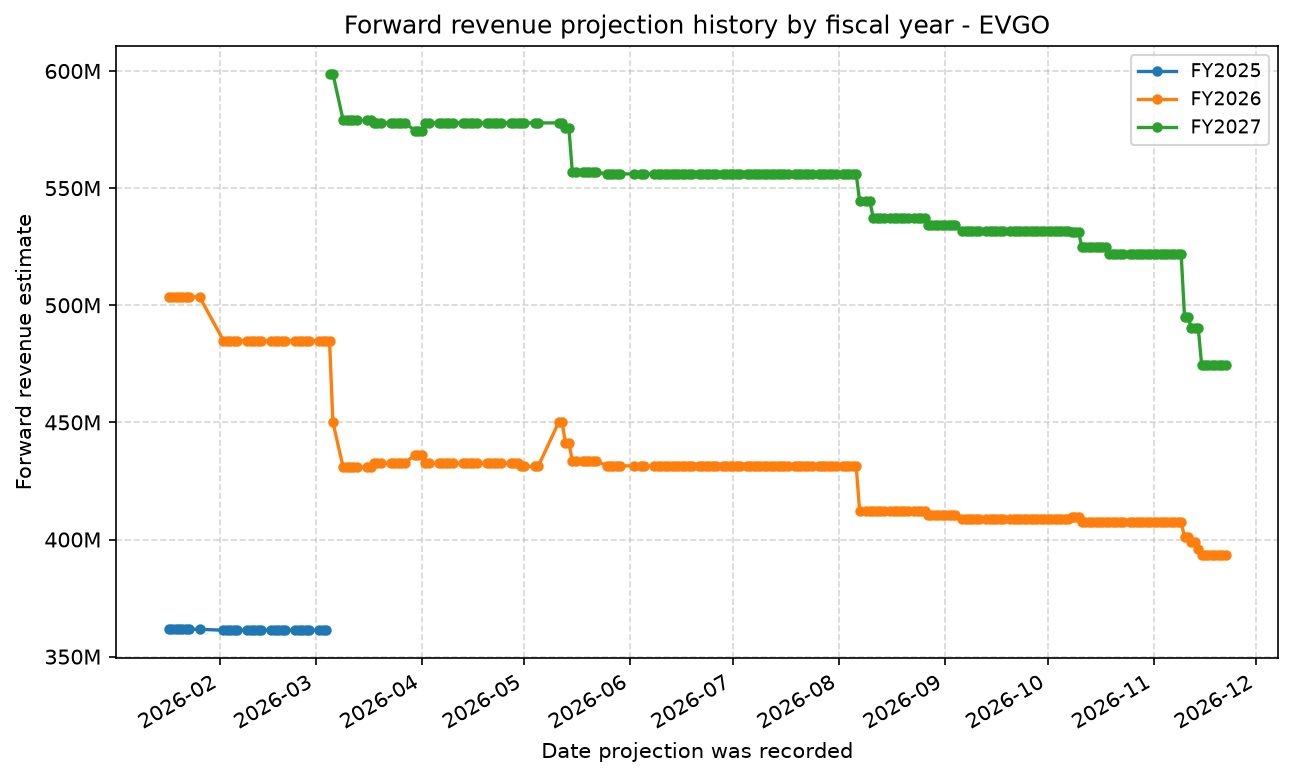 Forward revenue projection history by fiscal year - EVGO
FY2025
FY2026
FY2027
Forward revenue estimate
600M
550M
500M
450M
400M
350M
2026-02
2026-03
2026-04
2026-05
2026-06
2026-07
2026-08
2026-09
2026-10
2026-11
2026-12
Date projection was recorded